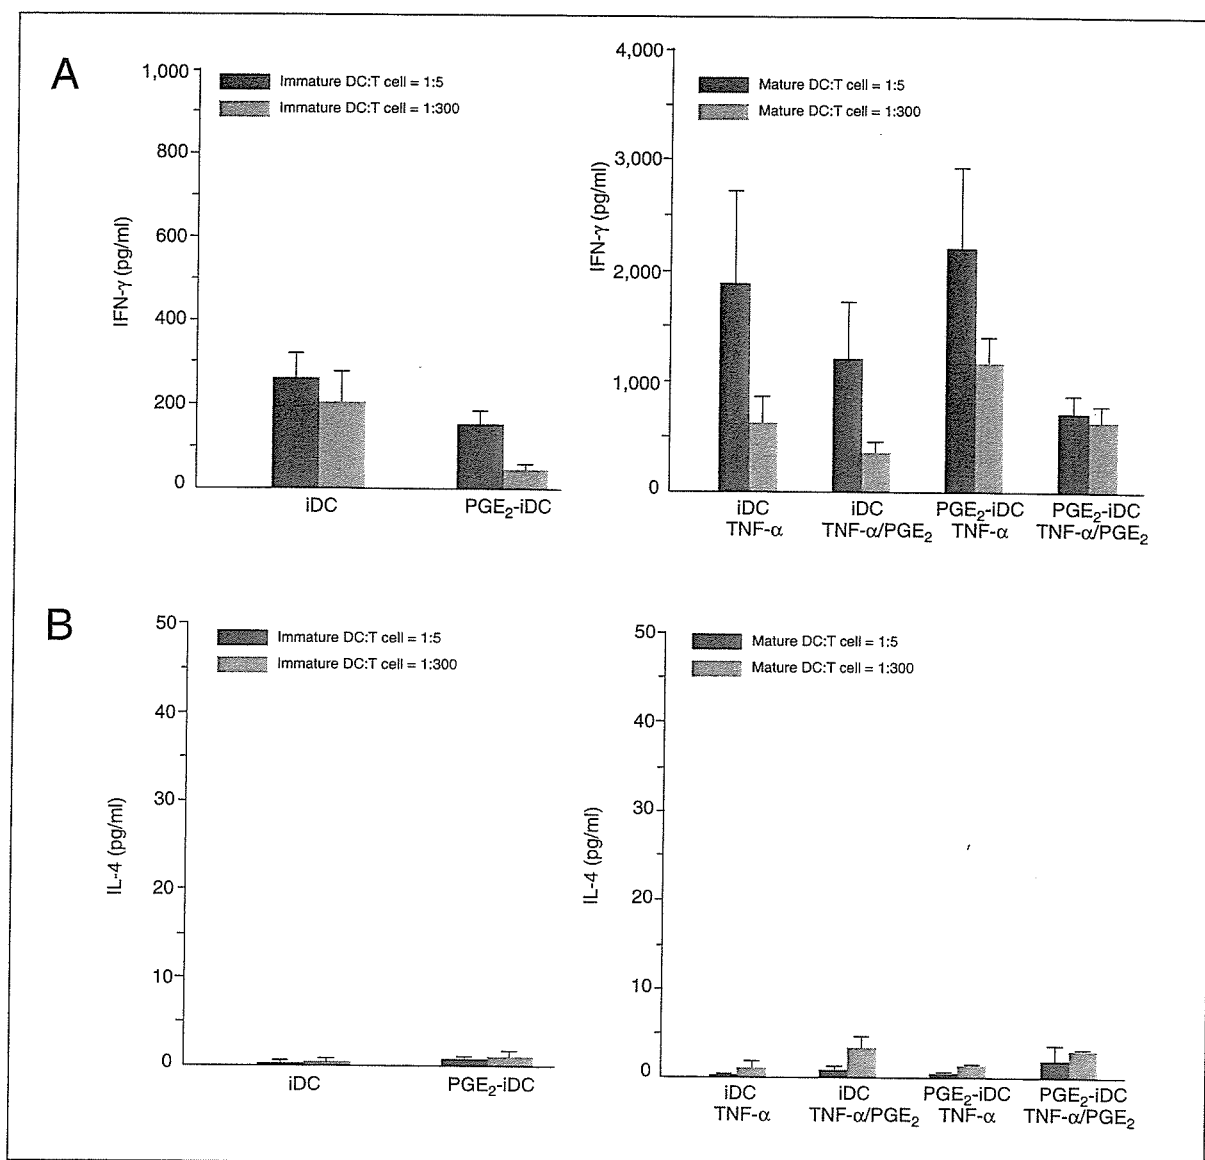 A
1,000
800
600
400
200
0
IFN-γ (pg/ml)
Immature DC:T cell = 1:5
Immature DC:T cell = 1:300
iDC
PGE₂-iDC
4,000
3,000
2,000
1,000
0
IFN-γ (pg/ml)
Mature DC:T cell = 1:5
Mature DC:T cell = 1:300
iDC TNF-α
iDC TNF-α/PGE₂
PGE₂-iDC TNF-α
PGE₂-iDC TNF-α/PGE₂
B
50
40
30
20
10
0
IL-4 (pg/ml)
Immature DC:T cell = 1:5
Immature DC:T cell = 1:300
iDC
PGE₂-iDC
50
40
30
20
10
0
IL-4 (pg/ml)
Mature DC:T cell = 1:5
Mature DC:T cell = 1:300
iDC
TNF-α
iDC
TNF-α/PGE₂
PGE₂-iDC
TNF-α
PGE₂-iDC
TNF-α/PGE₂